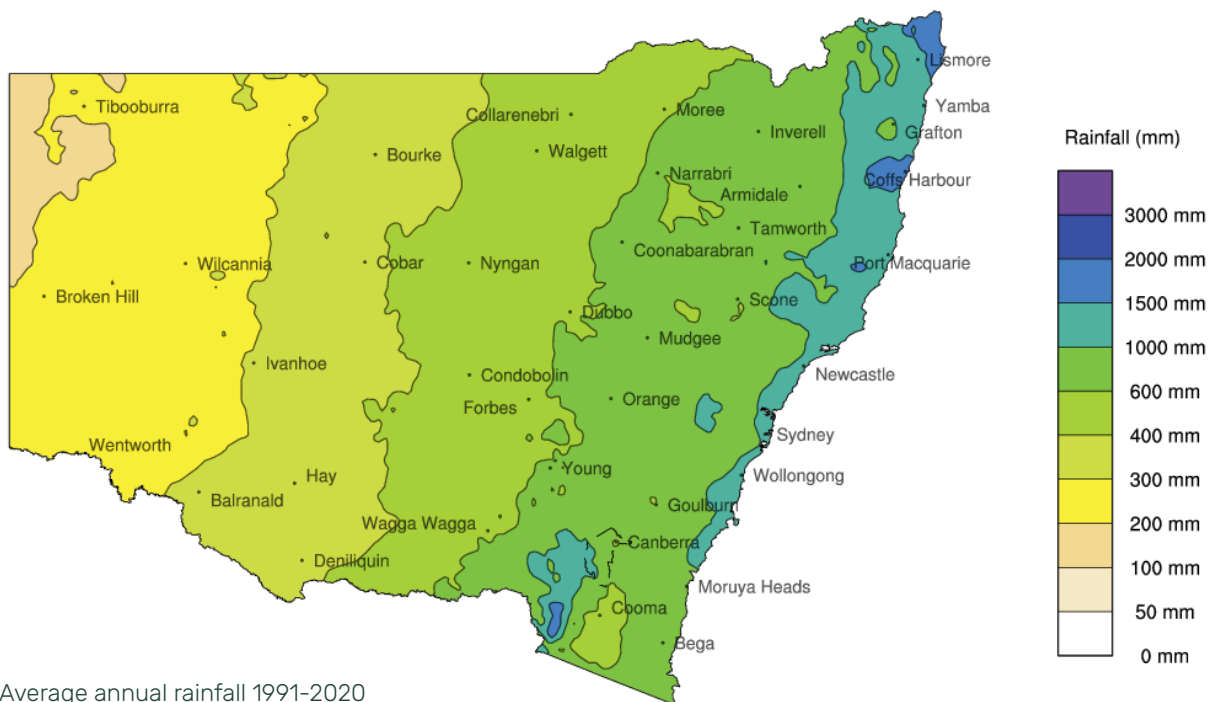 Lismore
Tibooburra
Yamba
Moree
Collarenebri
Inverell
Grafton
Rainfall (mm)
Bourke
Walgett
Narrabri
Coffs Harbour
Armidale
3000 mm
Tamworth
Coonabarabran
2000 mm
Wilcannia
Cobar
Nyngan
Port Macquarie
Broken Hill
Scone
1500 mm
Dubbo
Mudgee
1000 mm
Ivanhoe
Newcastle
Condobolin
600 mm
Forbes
Orange
Sydney
400 mm
Wentworth
Young
Wollongong
Hay
300 mm
Balranald
Goulburn
Wagga Wagga
200 mm
Canberra
Deniliquin
100 mm
Moruya Heads
Cooma
50 mm
Bega
0 mm
Average annual rainfall 1991-2020